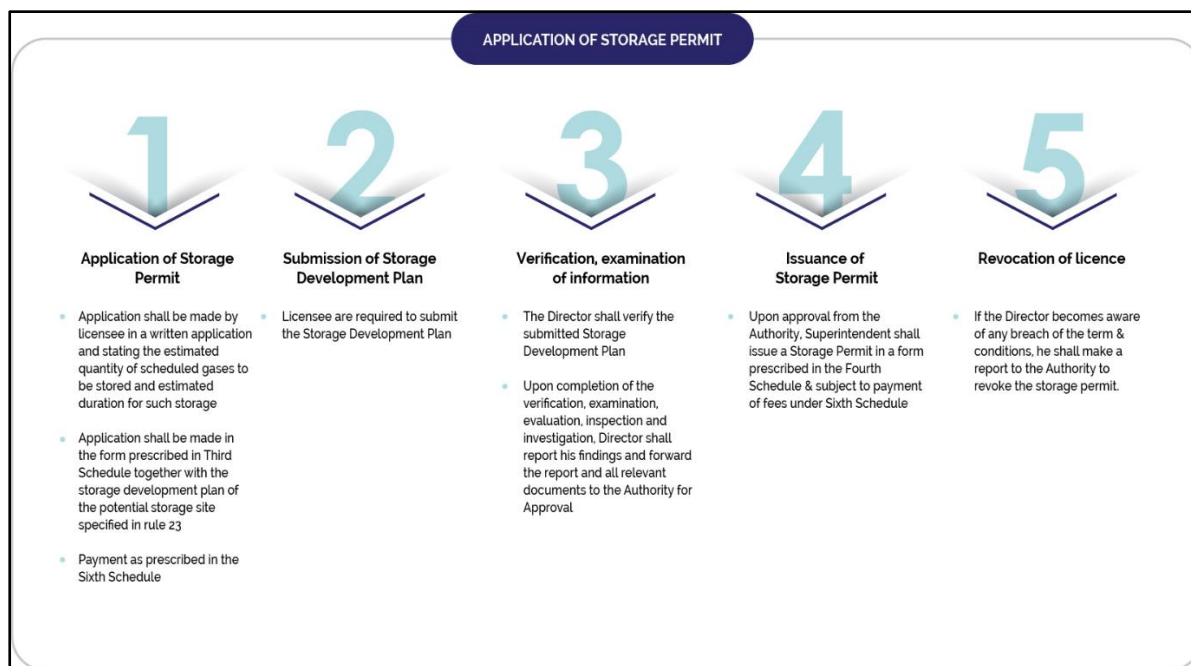 APPLICATION OF STORAGE PERMIT
1
Application of Storage
Permit
Application shall be made by
licensee in a written application
and stating the estimated
quantity of scheduled gases to
be stored and estimated
duration for such storage
Application shall be made in
the form prescribed in Third
Schedule together with the
storage development plan of
the potential storage site
specified in rule 23
Payment as prescribed in the
Sixth Schedule
2
Submission of Storage
Development Plan
Licensee are required to submit
the Storage Development Plan
3
Verification, examination
of information
The Director shall verify the
submitted Storage
Development Plan
Upon completion of the
verification, examination,
evaluation, inspection and
investigation, Director shall
report his findings and forward
the report and all relevant
documents to the Authority for
Approval
4
Issuance of
Storage Permit
Upon approval from the
Authority, Superintendent shall
issue a Storage Permit in a form
prescribed in the Fourth
Schedule & subject to payment
of fees under Sixth Schedule
5
Revocation of licence
If the Director becomes aware
of any breach of the term &
conditions, he shall make a
report to the Authority to
revoke the storage permit.